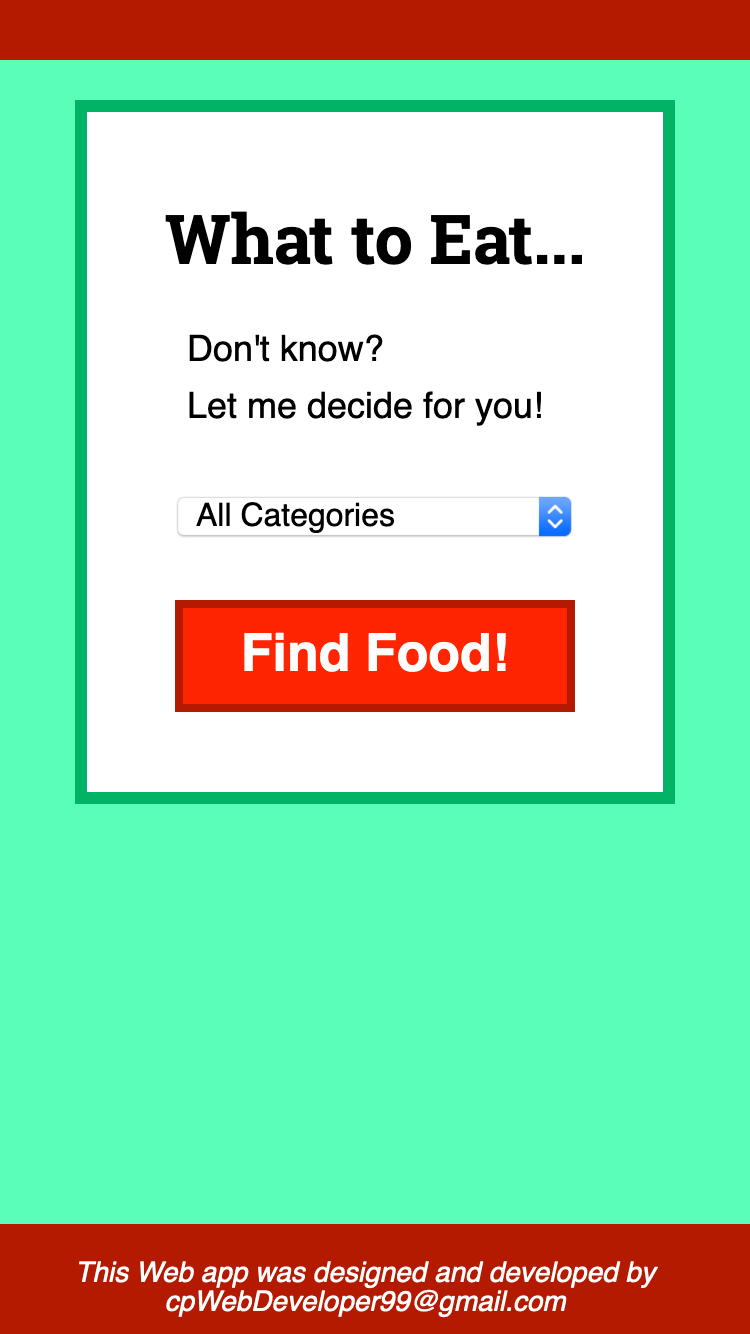 What to Eat...
Don't know?
Let me decide for you!
All Categories
Find Food!
This Web app was designed and developed by
cpWebDeveloper99@gmail.com